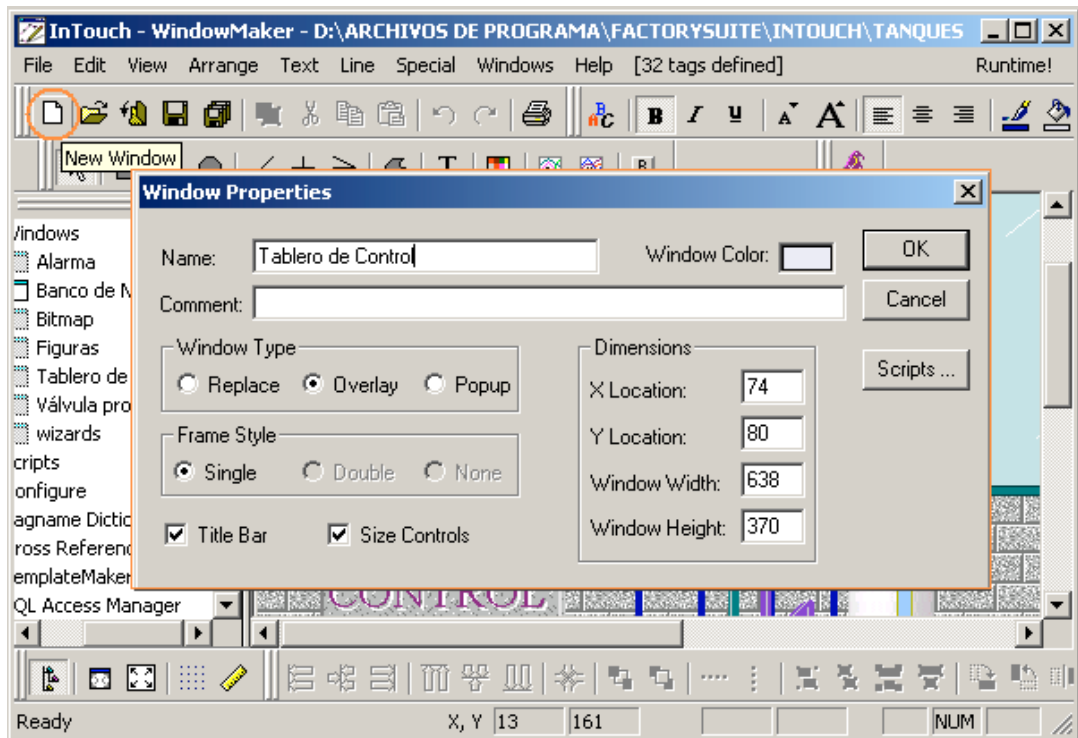 InTouch - WindowMaker - D:\ARCHIVOS DE PROGRAMA\FACTORYSUITE\INTOUCH\TANQUES
File Edit View Arrange Text Line Special Windows Help [32 tags defined] Runtime!
New Window
Window Properties
Name: Tablero de Control Window Color: OK
Comment: Cancel
Window Type
Replace Overlay Popup
Frame Style
Single Double None
Title Bar Size Controls
Dimensions
X Location: 74
Y Location: 80
Window Width: 638
Window Height: 370
Scripts ...
indows
Alarma
Banco de
Bitmap
Figuras
Tablero de
Válvula pro
wizards
cripts
onfigure
agname Dictio
ross Referen
emplateMaker
QL Access Manager
CONTROL
Ready X, Y 13 161 NUM